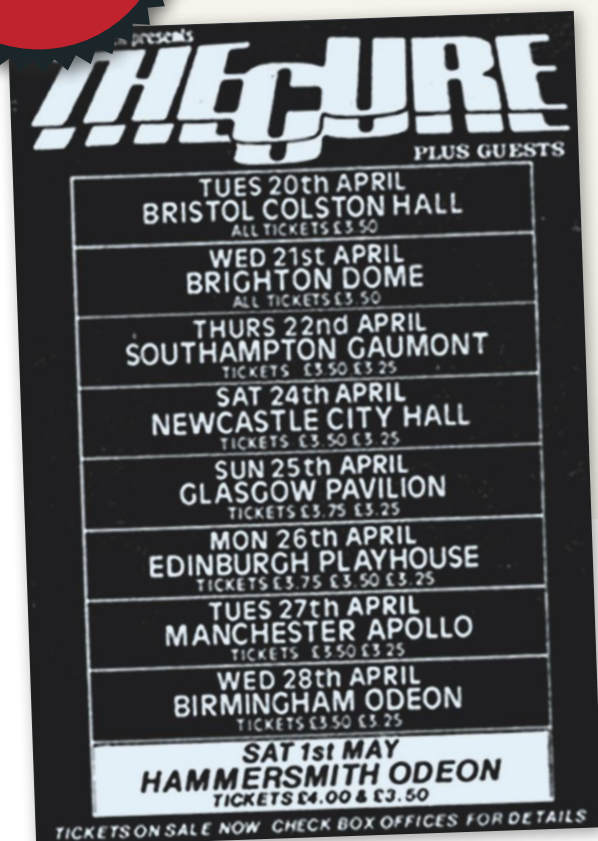 presents
THE CURE
PLUS GUESTS
TUES 20th APRIL
BRISTOL COLSTON HALL
ALL TICKETS £3.50
WED 21st APRIL
BRIGHTON DOME
ALL TICKETS £3.50
THURS 22nd APRIL
SOUTHAMPTON GAUMONT
TICKETS £3.50 £3.25
SAT 24th APRIL
NEWCASTLE CITY HALL
TICKETS £3.50 £3.25
SUN 25th APRIL
GLASGOW PAVILION
TICKETS £3.75 £3.25
MON 26th APRIL
EDINBURGH PLAYHOUSE
TICKETS £3.75 £3.50 £3.25
TUES 27th APRIL
MANCHESTER APOLLO
TICKETS £3.50 £3.25
WED 28th APRIL
BIRMINGHAM ODEON
TICKETS £3.50 £3.25
SAT 1st MAY
HAMMERSMITH ODEON
TICKETS £4.00 & £3.50
TICKETS ON SALE NOW CHECK BOX OFFICES FOR DETAILS